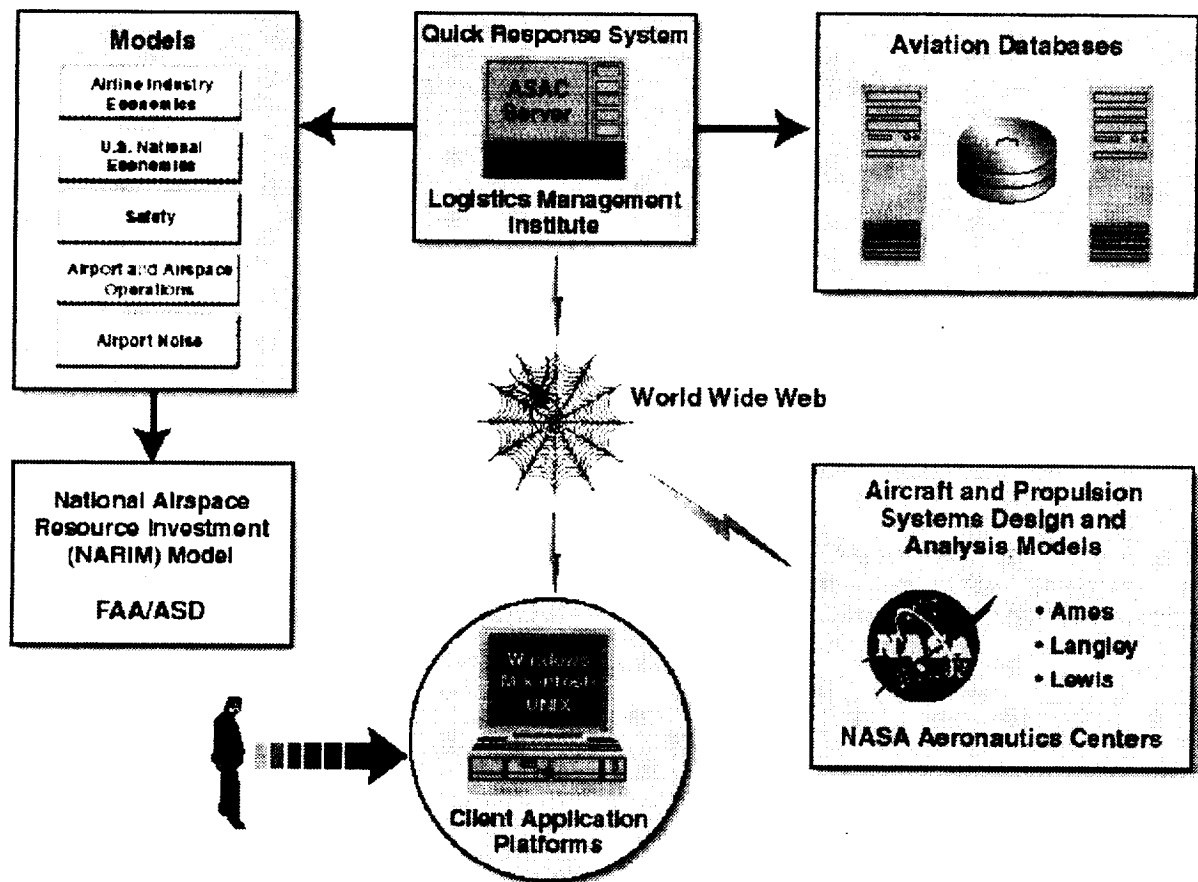 Models
Airline Industry
Economics
U.S. National
Economics
Safety
Airport and Airspace
Operations
Airport Noise
Quick Response System
ASAC
Server
Logistics Management
Institute
Aviation Databases
World Wide Web
National Airspace
Resource Investment
(NARIM) Model
FAA/ASD
Aircraft and Propulsion
Systems Design and
Analysis Models
NASA
• Ames
• Langley
• Lewis
NASA Aeronautics Centers
Windows
Macintosh
UNIX
Client Application
Platforms